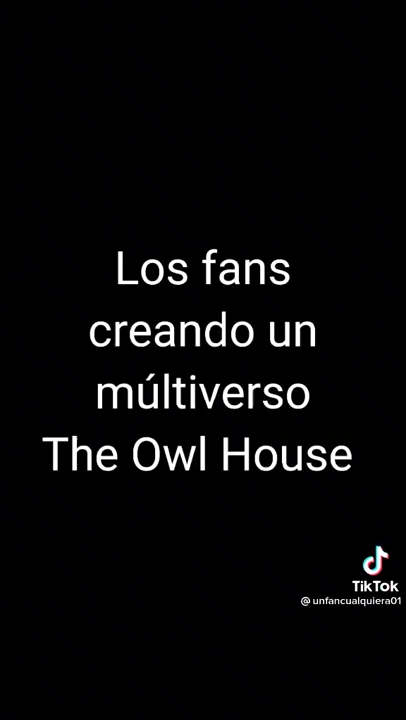 Los fans
creando un
múltiverso
The Owl House
TikTok
@unfancualquiera01